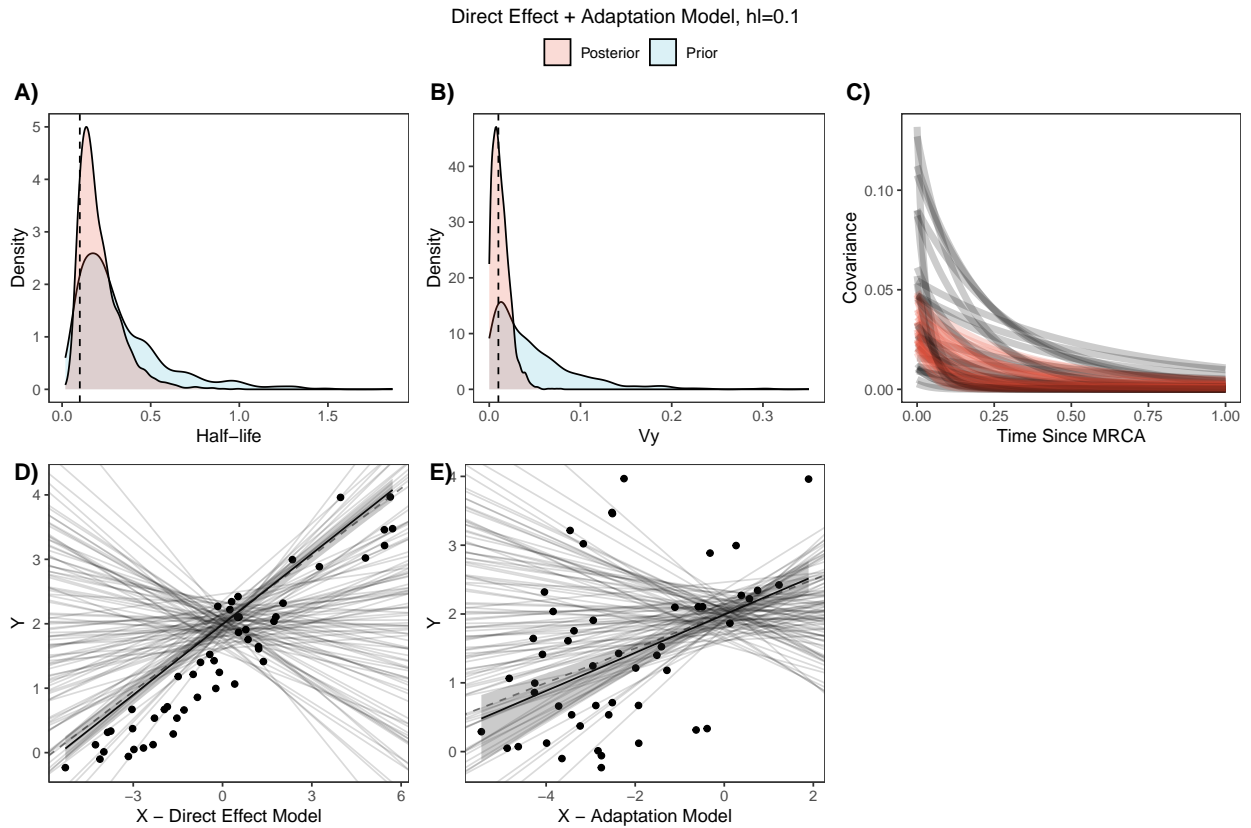 Direct Effect + Adaptation Model, hl=0.1
Posterior Prior
A)
5
4
3
2
1
0
Density
0.0 0.5 1.0 1.5
Half−life
B)
40
30
20
10
0
Density
0.0 0.1 0.2 0.3
Vy
C)
0.10
0.05
0.00
Covariance
0.00 0.25 0.50 0.75 1.00
Time Since MRCA
D)
4
3
2
1
0
Y
−3 0 3 6
X − Direct Effect Model
E)
4
3
2
1
0
Y
−4 −2 0 2
X − Adaptation Model